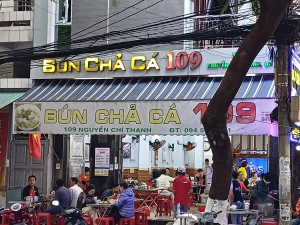 BÚN CHẢ CÁ 109
BÚN CHẢ CÁ 109
109 NGUYỄN CHÍ THANH ĐT: 094